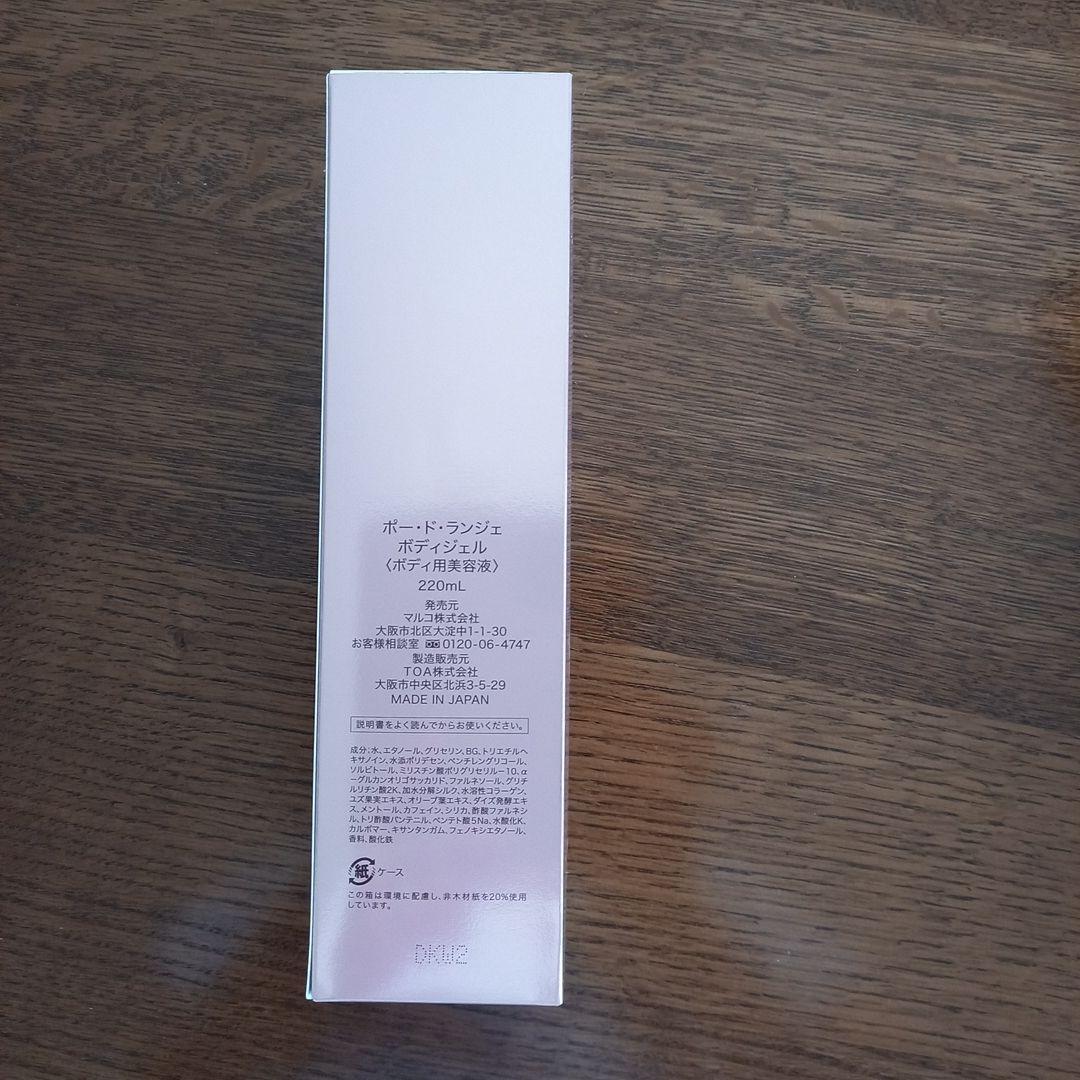 ポー・ド・ランジェ
ボディジェル
〈ボディ用美容液〉
220mL
発売元
マルコ株式会社
大阪市北区大淀中1-1-30
お客様相談室 0120-06-4747
製造販売元
TOA株式会社
大阪市中央区北浜3-5-29
MADE IN JAPAN
説明書をよく読んでからお使いください。
成分：水、エタノール、グリセリン、BG、トリエチルヘ
キサノイン、水添ポリデセン、ペンチレングリコール、
ソルビトール、ミリスチン酸ポリグリセリル－10、α
－グルカンオリゴサッカリド、ファルネソール、グリチ
ルリチン酸2K、加水分解シルク、水溶性コラーゲン、
ユズ果実エキス、オリーブ葉エキス、ダイズ発酵エキ
ス、メントール、カフェイン、シリカ、酢酸ファルネシ
ル、トリ酢酸パンテニル、ペンテト酸5Na、水酸化K、
カルボマー、キサンタンガム、フェノキシエタノール、
香料、酸化鉄
紙 ケース
この箱は環境に配慮し、非木材紙を20%使用
しています。
DKW2